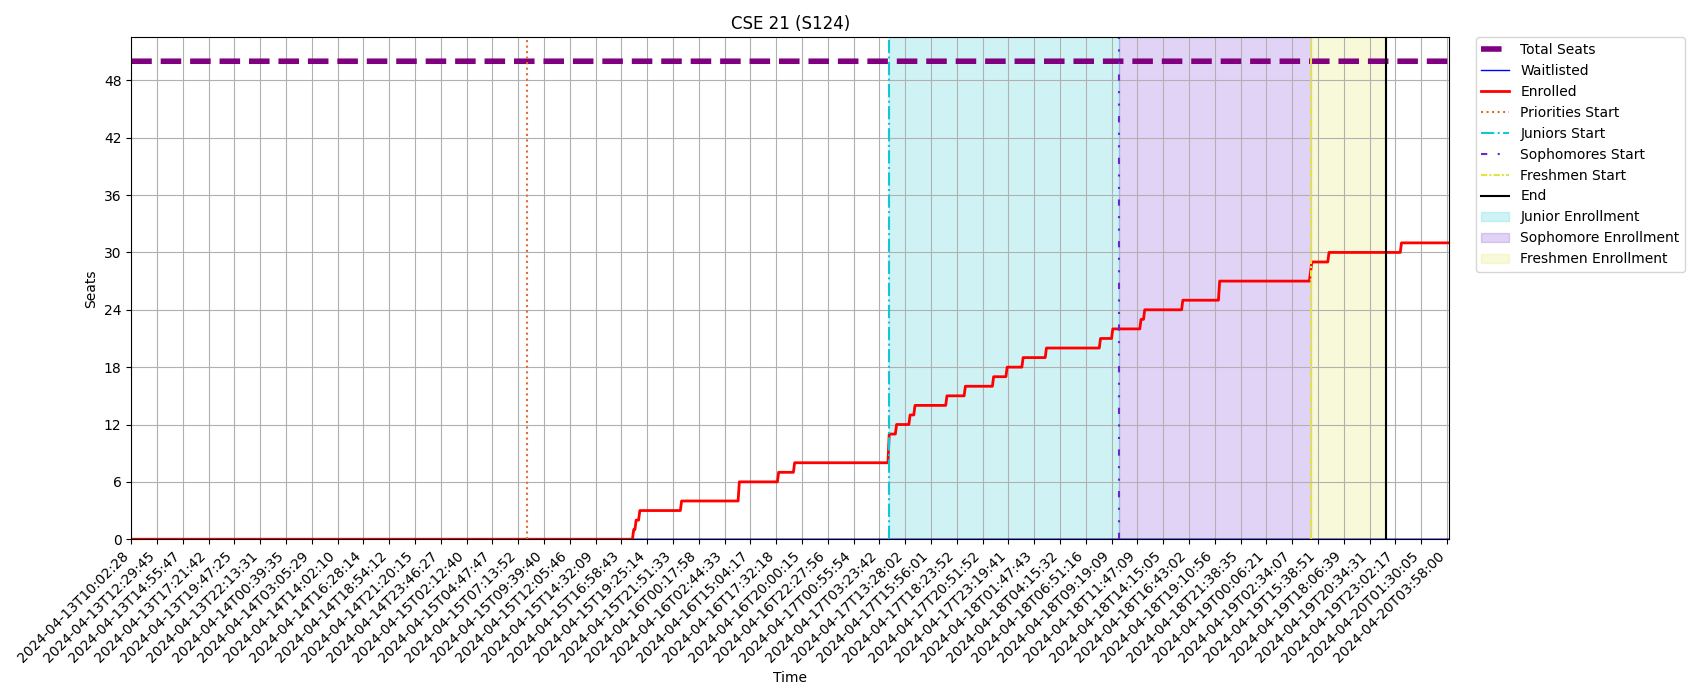 CSE 21 (S124)
Seats
48
42
36
30
24
18
12
6
0
2024-04-13T10:02:28
2024-04-13T12:29:45
2024-04-13T14:55:47
2024-04-13T17:21:42
2024-04-13T19:47:25
2024-04-13T22:13:31
2024-04-14T00:39:35
2024-04-14T03:05:29
2024-04-14T14:02:10
2024-04-14T16:28:14
2024-04-14T18:54:12
2024-04-14T21:20:15
2024-04-14T23:46:27
2024-04-15T02:12:40
2024-04-15T04:47:47
2024-04-15T07:13:52
2024-04-15T09:39:40
2024-04-15T12:05:46
2024-04-15T14:32:09
2024-04-15T16:58:43
2024-04-15T19:25:14
2024-04-15T21:51:33
2024-04-16T00:17:58
2024-04-16T02:44:33
2024-04-16T15:04:17
2024-04-16T17:32:18
2024-04-16T20:00:15
2024-04-16T22:27:56
2024-04-17T00:55:54
2024-04-17T03:23:42
2024-04-17T13:28:02
2024-04-17T15:56:01
2024-04-17T18:23:52
2024-04-17T20:51:52
2024-04-17T23:19:41
2024-04-18T01:47:43
2024-04-18T04:15:32
2024-04-18T06:51:16
2024-04-18T09:19:09
2024-04-18T11:47:09
2024-04-18T14:15:05
2024-04-18T16:43:02
2024-04-18T19:10:56
2024-04-18T21:38:35
2024-04-19T00:06:21
2024-04-19T02:34:07
2024-04-19T15:38:51
2024-04-19T18:06:39
2024-04-19T20:34:31
2024-04-19T23:02:17
2024-04-20T01:30:05
2024-04-20T03:58:00
Time
Total Seats
Waitlisted
Enrolled
Priorities Start
Juniors Start
Sophomores Start
Freshmen Start
End
Junior Enrollment
Sophomore Enrollment
Freshmen Enrollment